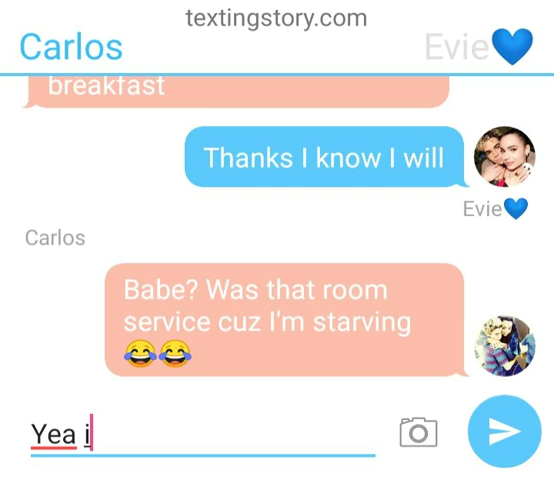 textingstory.com
Carlos
Evie💙
breakfast
Thanks I know I will
Evie💙
Carlos
Babe? Was that room
service cuz I'm starving
😂😂
Yea i